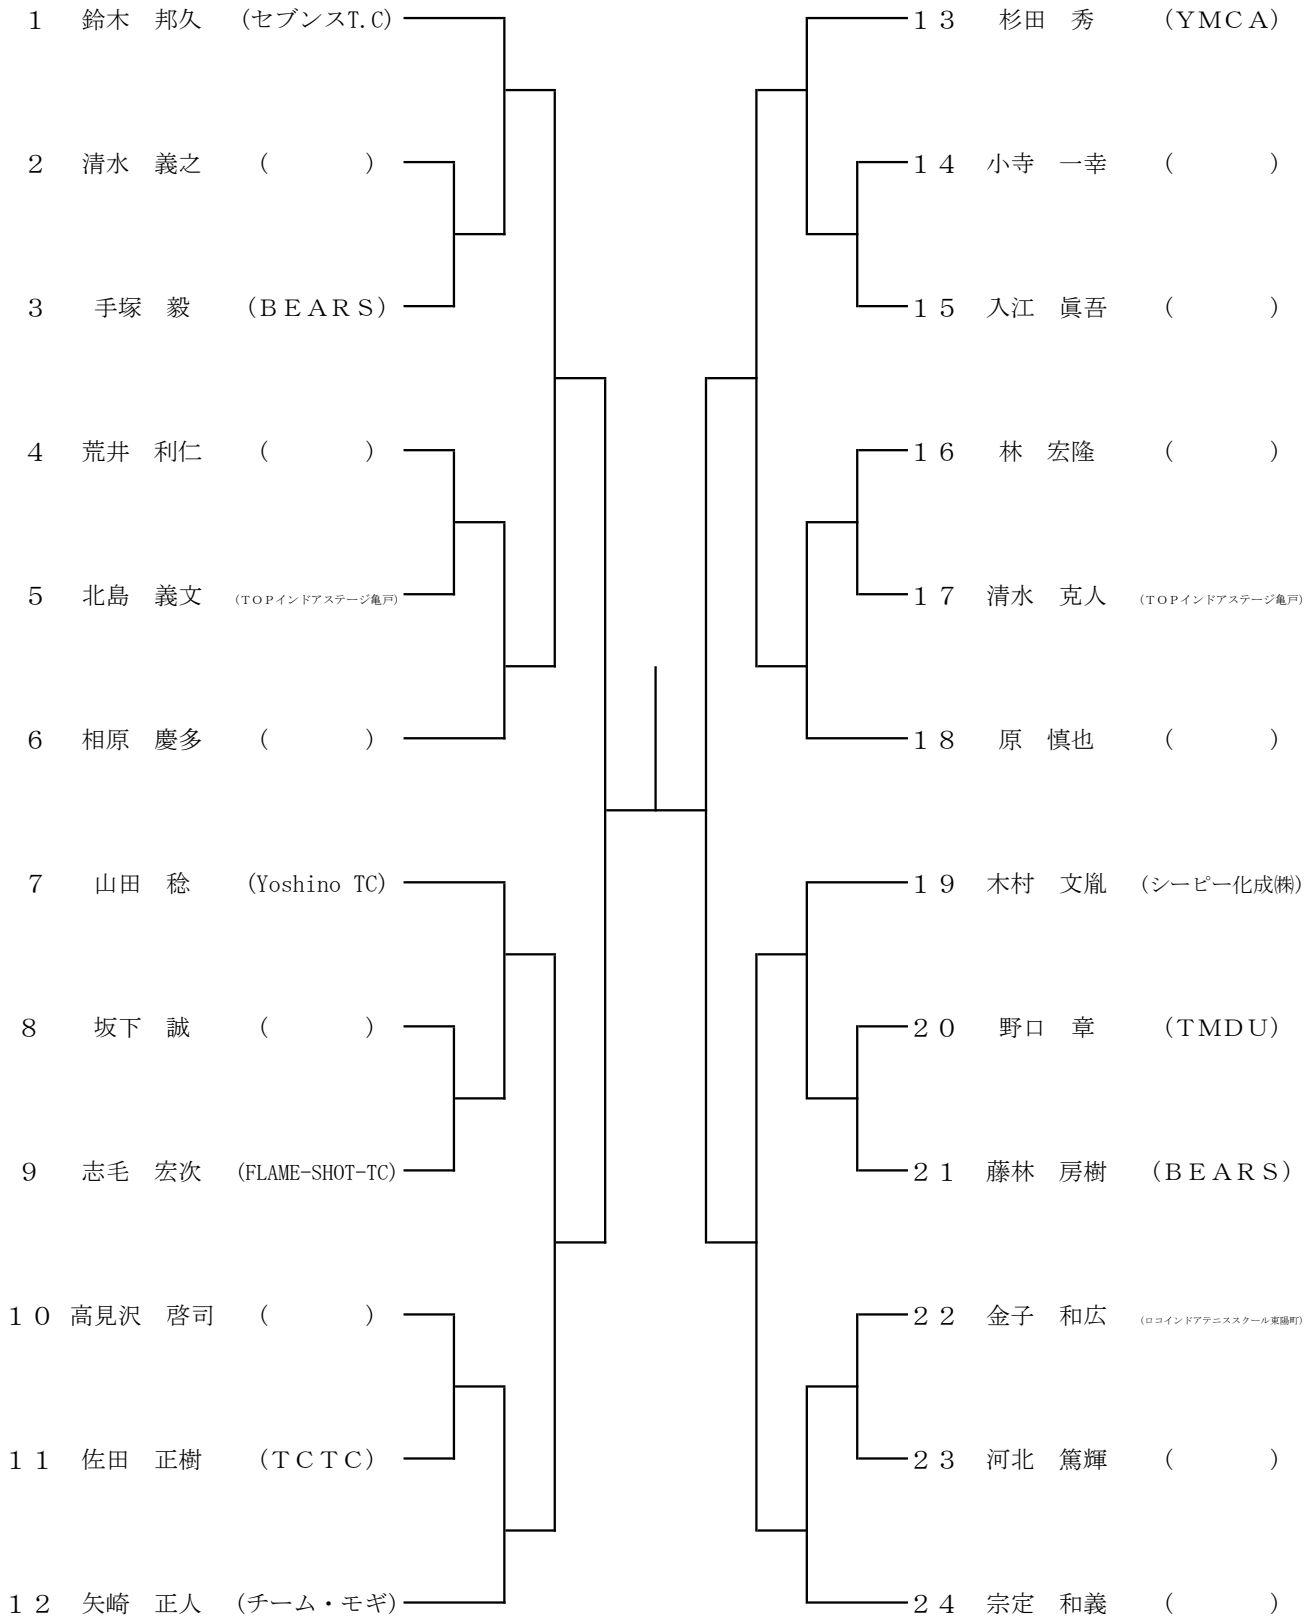 １　鈴木　邦久　(セブンスT.C)
２　清水　義之　（　　　　）
３　手塚　毅　（ＢＥＡＲＳ）
４　荒井　利仁　（　　　　）
５　北島　義文　（ＴＯＰインドアステージ亀戸）
６　相原　慶多　（　　　　）
７　山田　稔　(Yoshino TC)
８　坂下　誠　（　　　　）
９　志毛　宏次　(FLAME-SHOT-TC)
１０　高見沢　啓司　（　　　　）
１１　佐田　正樹　（ＴＣＴＣ）
１２　矢崎　正人　（チーム・モギ）
１３　杉田　秀　（ＹＭＣＡ）
１４　小寺　一幸　（　　　　）
１５　入江　眞吾　（　　　　）
１６　林　宏隆　（　　　　）
１７　清水　克人　（ＴＯＰインドアステージ亀戸）
１８　原　慎也　（　　　　）
１９　木村　文胤　（シーピー化成㈱）
２０　野口　章　（ＴＭＤＵ）
２１　藤林　房樹　（ＢＥＡＲＳ）
２２　金子　和広　（ロコインドアテニススクール東陽町）
２３　河北　篤輝　（　　　　）
２４　宗定　和義　（　　　　）